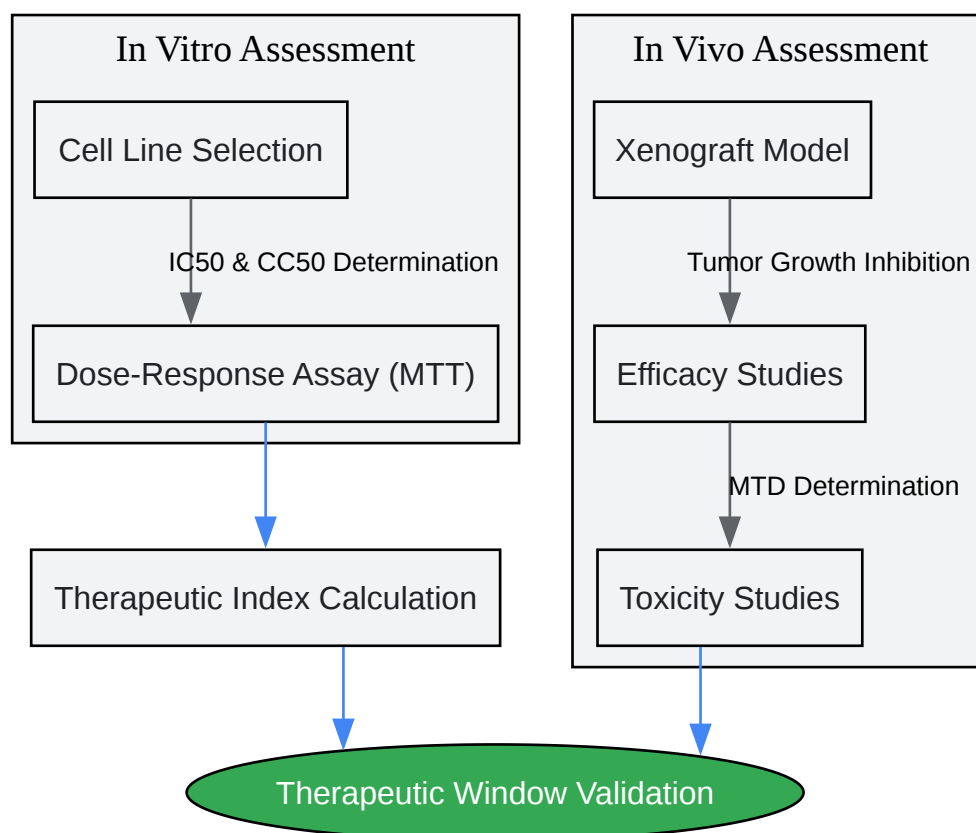 In Vitro Assessment
Cell Line Selection
IC50 & CC50 Determination
Dose-Response Assay (MTT)
Therapeutic Index Calculation
In Vivo Assessment
Xenograft Model
Tumor Growth Inhibition
Efficacy Studies
MTD Determination
Toxicity Studies
Therapeutic Window Validation